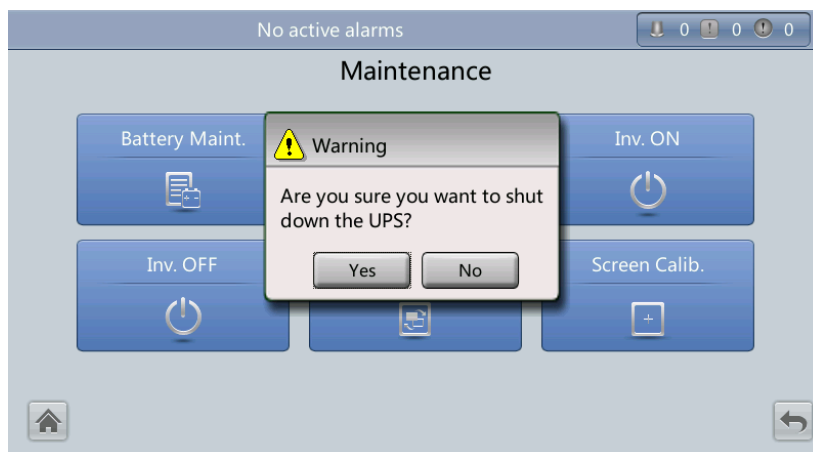 No active alarms
0 0 0
Maintenance
Battery Maint.
Inv. ON
Warning
Are you sure you want to shut
down the UPS?
Yes No
Inv. OFF
Screen Calib.